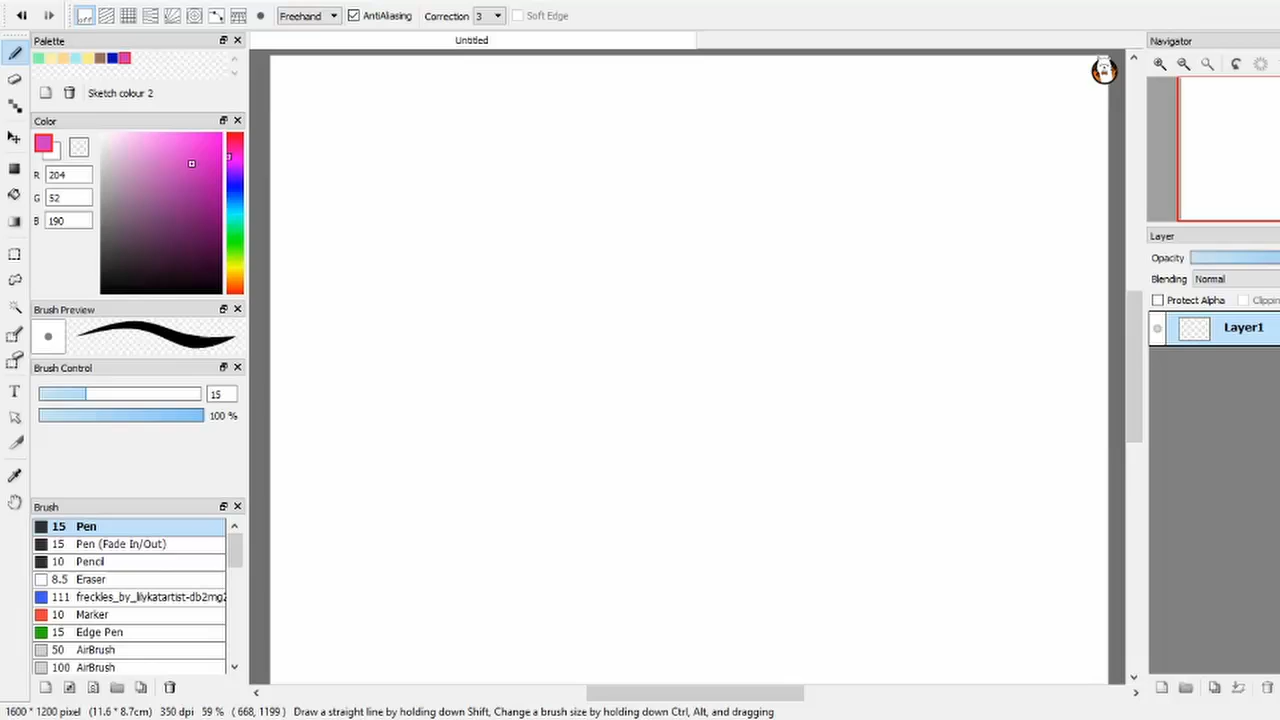 Freehand AntiAliasing Correction 3 Soft Edge
Palette
Untitled
Navigator
Sketch colour 2
Color
R 204
G 52
B 190
Layer
Opacity
Blending Normal
Protect Alpha
Layer1
Brush Preview
Brush Control
15
100 %
Brush
15 Pen
15 Pen (Fade In/Out)
10 Pencil
8.5 Eraser
111 freckles_by_lilykatartist-db2mg2
10 Marker
15 Edge Pen
50 AirBrush
100 AirBrush
1600 * 1200 pixel (11.6 * 8.7cm) 350 dpi 59 % ( 668, 1199 ) Draw a straight line by holding down Shift, Change a brush size by holding down Ctrl, Alt, and dragging